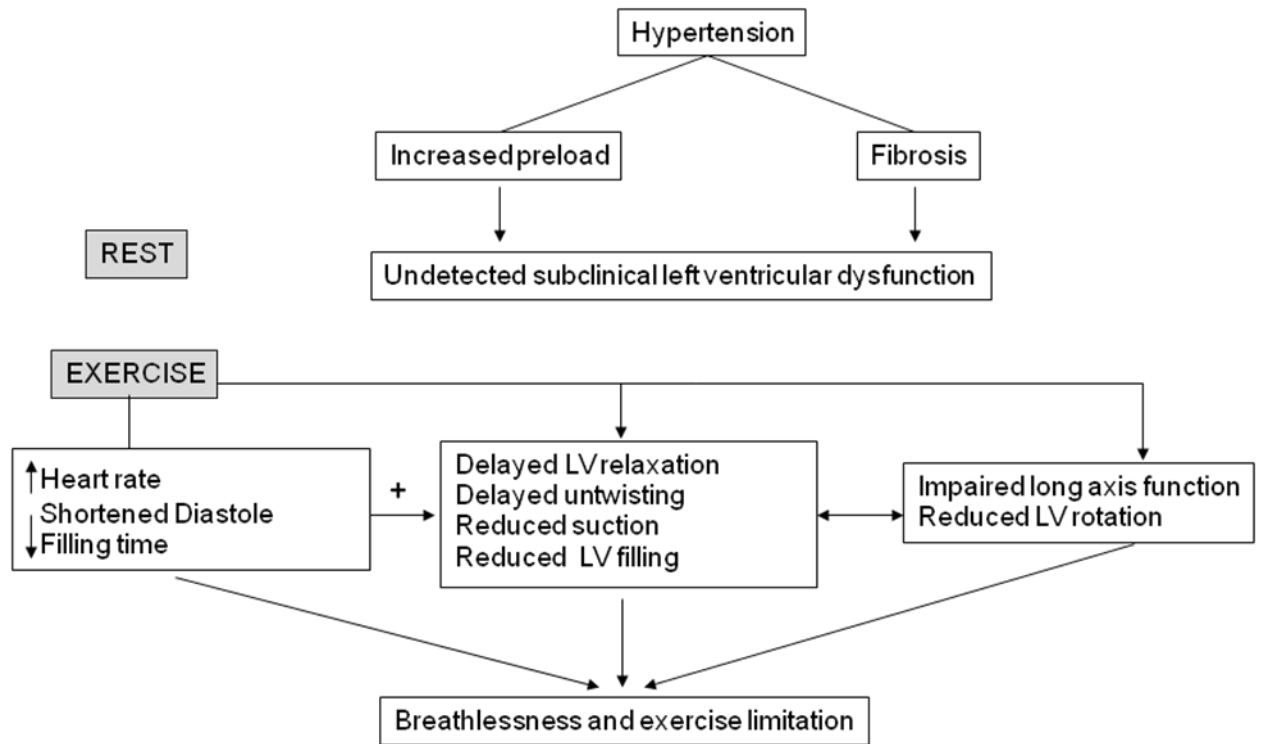 Hypertension
Increased preload
Fibrosis
REST
Undetected subclinical left ventricular dysfunction
EXERCISE
↑Heart rate
Shortened Diastole
↓Filling time
+
Delayed LV relaxation
Delayed untwisting
Reduced suction
Reduced LV filling
Impaired long axis function
Reduced LV rotation
Breathlessness and exercise limitation